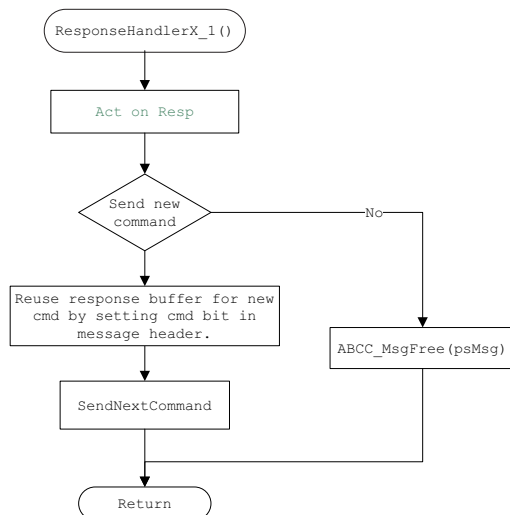 ResponseHandlerX_1()
Act on Resp
Send new
command
No
Reuse response buffer for new
cmd by setting cmd bit in
message header.
ABCC_MsgFree(psMsg)
SendNextCommand
Return